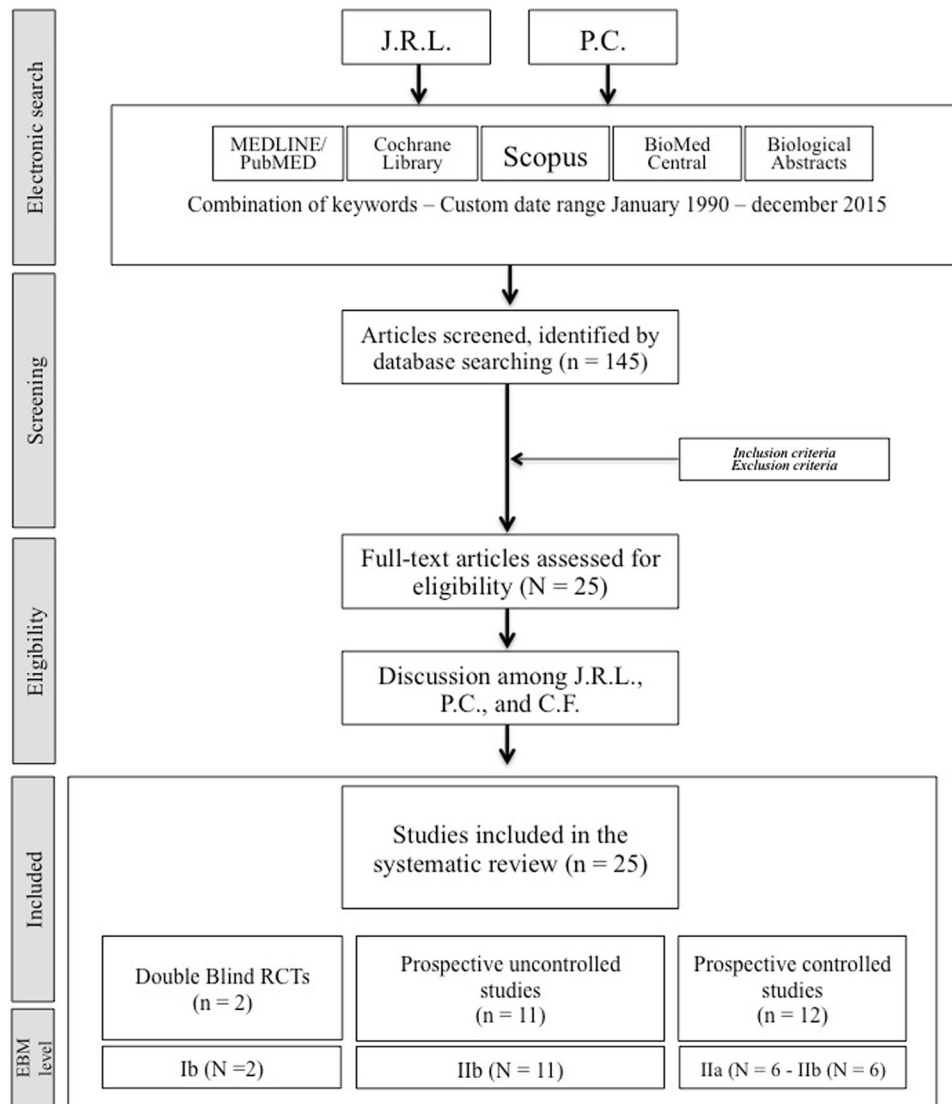 J.R.L.
P.C.
Electronic search
MEDLINE/
PubMED
Cochrane
Library
Scopus
BioMed
Central
Biological
Abstracts
Combination of keywords – Custom date range January 1990 – december 2015
Screening
Articles screened, identified by
database searching (n = 145)
Inclusion criteria
Exclusion criteria
Eligibility
Full-text articles assessed for
eligibility (N = 25)
Discussion among J.R.L.,
P.C., and C.F.
Included
Studies included in the
systematic review (n = 25)
Double Blind RCTs
(n = 2)
Prospective uncontrolled
studies
(n = 11)
Prospective controlled
studies
(n = 12)
EBM
level
Ib (N =2)
IIb (N = 11)
IIa (N = 6 - IIb (N = 6)